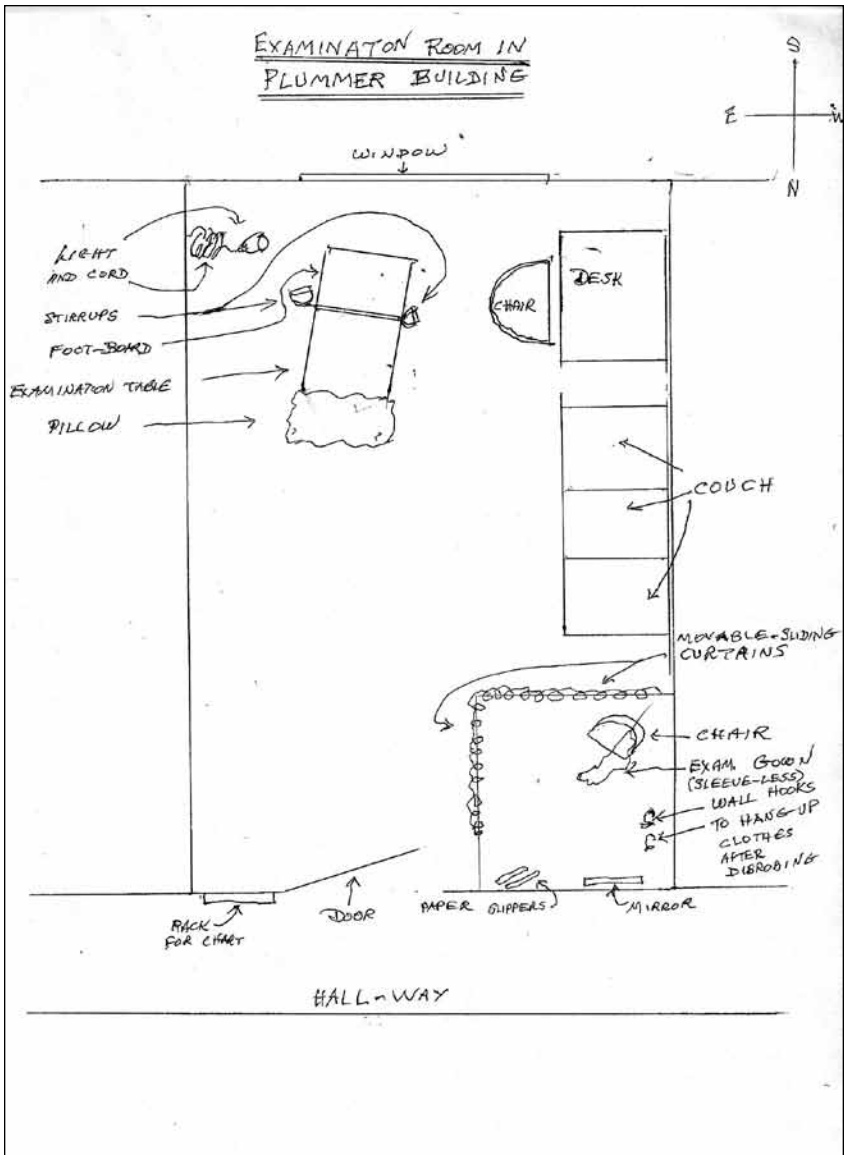 EXAMINATON ROOM IN
PLUMMER BUILDING
S
E
W
N
WINDOW
LIGHT
AND CORD
STIRRUPS
FOOT-BOARD
EXAMINATION TABLE
PILLOW
CHAIR
DESK
COUCH
MOVABLE-SLIDING
CURTAINS
CHAIR
EXAM. GOWN
(SLEEVE-LESS)
WALL HOOKS
TO HANG-UP
CLOTHES
AFTER
DISROBING
RACK
FOR CHART
DOOR
PAPER SLIPPERS
MIRROR
HALL-WAY